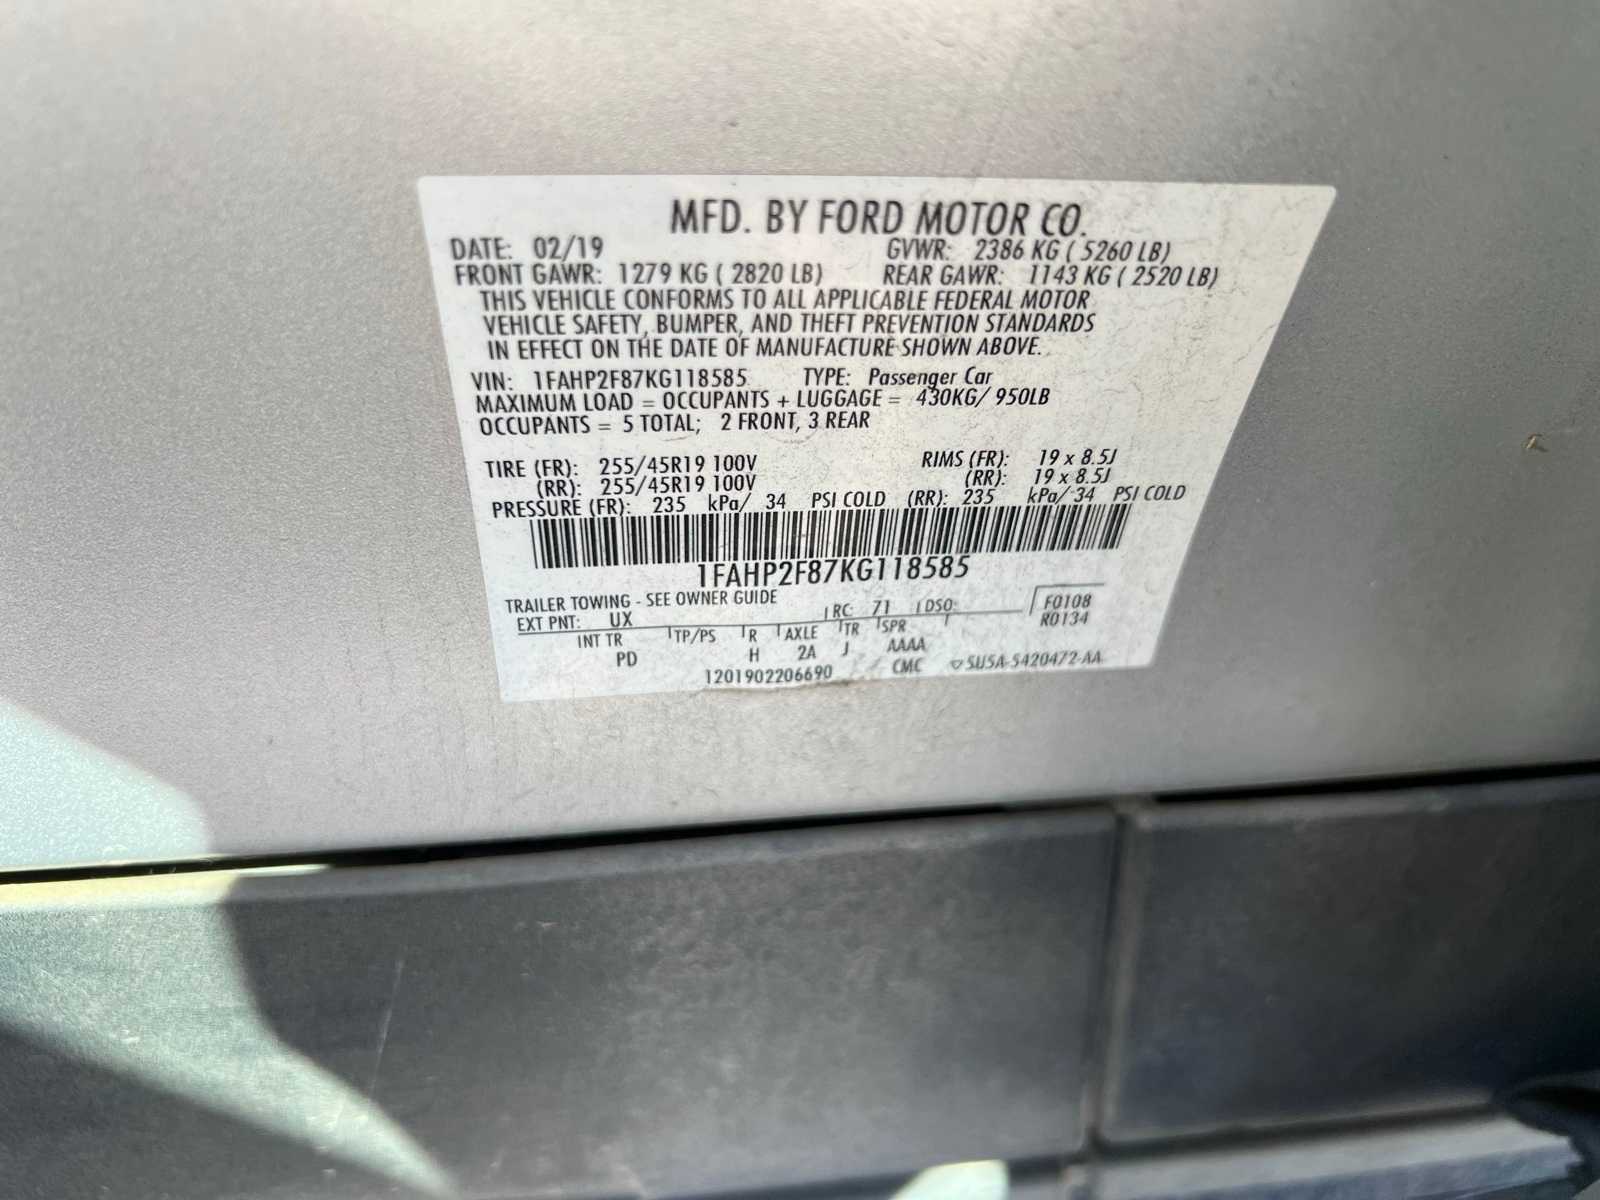 MFD. BY FORD MOTOR CO.
DATE: 02/19 GVWR: 2386 KG ( 5260 LB)
FRONT GAWR: 1279 KG ( 2820 LB) REAR GAWR: 1143 KG ( 2520 LB)
THIS VEHICLE CONFORMS TO ALL APPLICABLE FEDERAL MOTOR
VEHICLE SAFETY, BUMPER, AND THEFT PREVENTION STANDARDS
IN EFFECT ON THE DATE OF MANUFACTURE SHOWN ABOVE.
VIN: 1FAHP2F87KG118585 TYPE: Passenger Car
MAXIMUM LOAD = OCCUPANTS + LUGGAGE = 430KG/ 950LB
OCCUPANTS = 5 TOTAL; 2 FRONT, 3 REAR
TIRE (FR): 255/45R19 100V RIMS (FR): 19 x 8.5J
(RR): 255/45R19 100V (RR): 19 x 8.5J
PRESSURE (FR): 235 kPa/ 34 PSI COLD (RR): 235 kPa/ 34 PSI COLD
1FAHP2F87KG118585
TRAILER TOWING - SEE OWNER GUIDE
EXT PNT: UX RC: 71 DSO: F0108
R0134
INT TR TP/PS R AXLE TR SPR
PD H 2A J AAAA
1201902206690 CMC ▽5U5A-5420472-AA